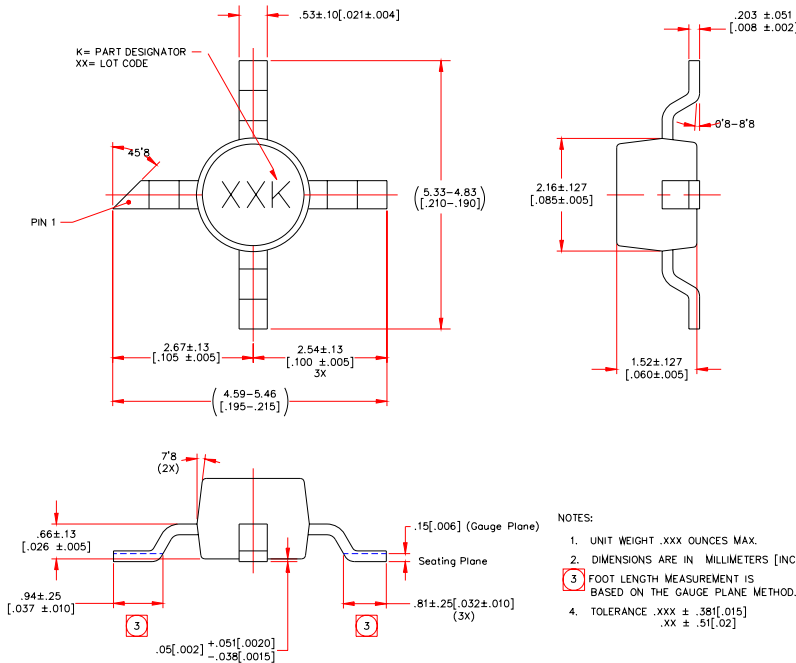 .53±.10[.021±.004]
.203 ±.051
[.008 ±.002]
K= PART DESIGNATOR
XX= LOT CODE
0°8-8°8
45°8
XXK
2.16±.127
[.085±.005]
(5.33-4.83
[.210-.190])
PIN 1
2.67±.13
[.105 ±.005]
2.54±.13
[.100 ±.005]
3X
1.52±.127
[.060±.005]
(4.59-5.46
[.195-.215])
7°8
(2X)
.15[.006] (Gauge Plane)
.66±.13
[.026 ±.005]
Seating Plane
.94±.25
[.037 ±.010]
.81±.25[.032±.010]
(3X)
3
3
.05[.002] +.051[.0020]
-.038[.0015]
NOTES:
1. UNIT WEIGHT .XXX OUNCES MAX.
2. DIMENSIONS ARE IN MILLIMETERS [INC
3 FOOT LENGTH MEASUREMENT IS
BASED ON THE GAUGE PLANE METHOD.
4. TOLERANCE .XXX ± .381[.015]
.XX ± .51[.02]